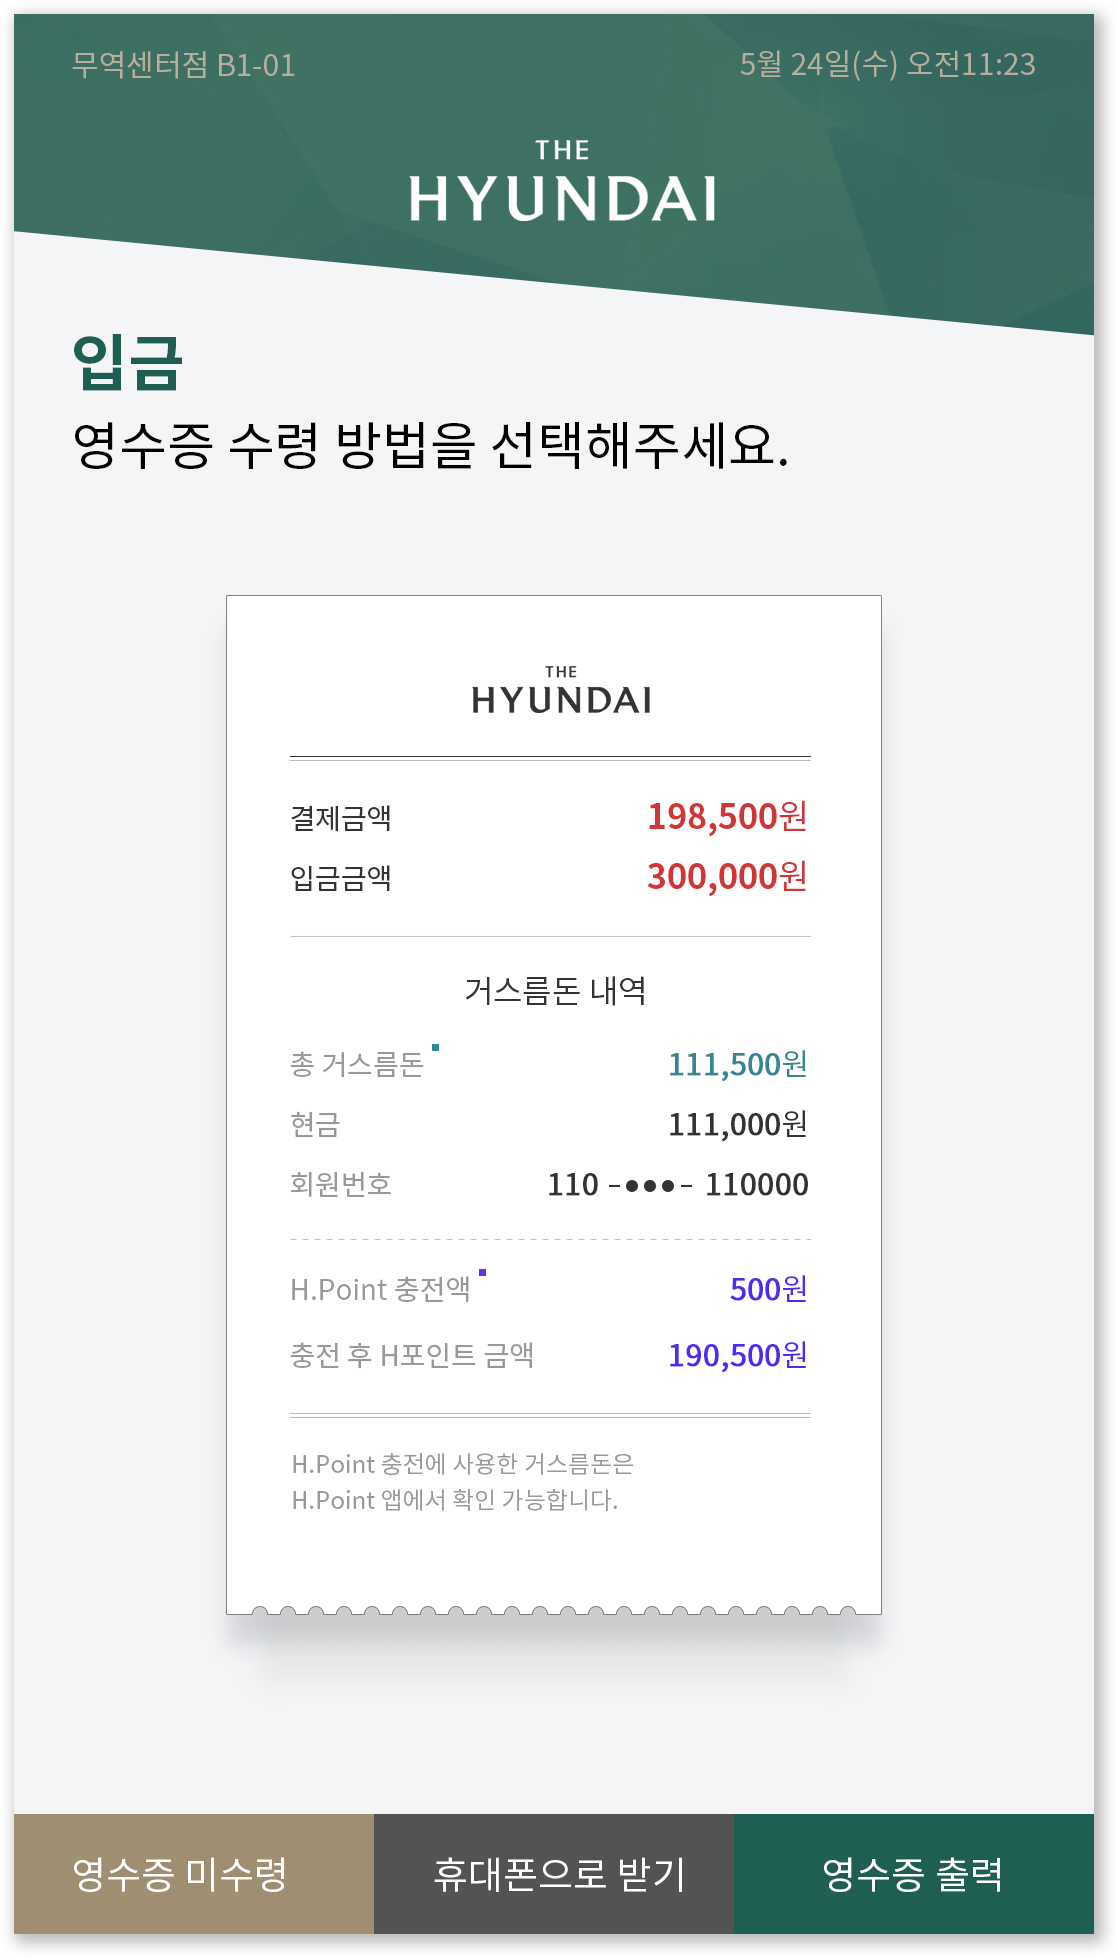 무역센터점 B1-01
5월 24일(수) 오전11:23
THE
HYUNDAI
입금
영수증 수령 방법을 선택해주세요.
THE
HYUNDAI
결제금액 198,500원
입금금액 300,000원
거스름돈 내역
총 거스름돈 111,500원
현금 111,000원
회원번호 110 –●●●– 110000
H.Point 충전액 500원
충전 후 H포인트 금액 190,500원
H.Point 충전에 사용한 거스름돈은
H.Point 앱에서 확인 가능합니다.
영수증 미수령
휴대폰으로 받기
영수증 출력